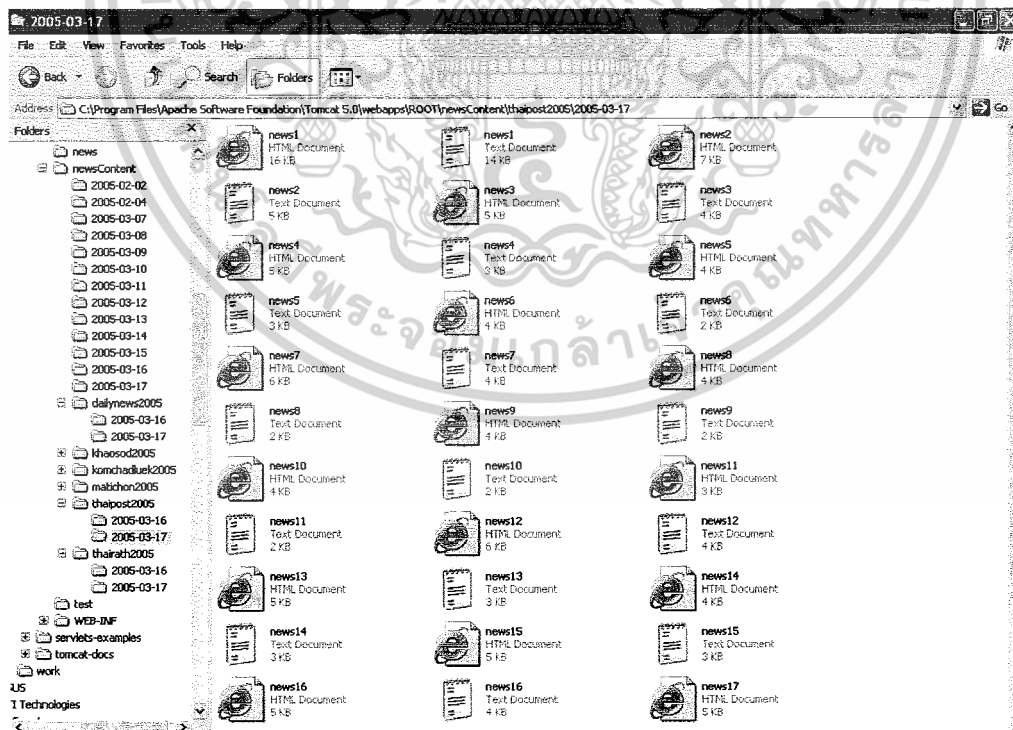 2005-03-17
File Edit View Favorites Tools Help
Back Search Folders
Address C:\Program Files\Apache Software Foundation\Tomcat 5.0\webapps\ROOT\newsContent\thaipost2005\2005-03-17 Go
Folders
news
newsContent
2005-02-02
2005-02-04
2005-03-07
2005-03-08
2005-03-09
2005-03-10
2005-03-11
2005-03-12
2005-03-13
2005-03-14
2005-03-15
2005-03-16
2005-03-17
dailynews2005
2005-03-16
2005-03-17
khaosod2005
komchadluek2005
matichon2005
thaipost2005
2005-03-16
2005-03-17
thairath2005
2005-03-16
2005-03-17
test
WEB-INF
servlets-examples
tomcat-docs
work
Technologies
news1
HTML Document
16 KB
news1
Text Document
14 KB
news2
HTML Document
7 KB
news2
Text Document
5 KB
news3
HTML Document
5 KB
news3
Text Document
4 KB
news4
HTML Document
5 KB
news4
Text Document
3 KB
news5
HTML Document
4 KB
news5
Text Document
3 KB
news6
HTML Document
4 KB
news6
Text Document
2 KB
news7
HTML Document
6 KB
news7
Text Document
4 KB
news8
HTML Document
4 KB
news8
Text Document
2 KB
news9
HTML Document
4 KB
news9
Text Document
2 KB
news10
HTML Document
4 KB
news10
Text Document
2 KB
news11
HTML Document
3 KB
news11
Text Document
2 KB
news12
HTML Document
6 KB
news12
Text Document
4 KB
news13
HTML Document
5 KB
news13
Text Document
3 KB
news14
HTML Document
4 KB
news14
Text Document
3 KB
news15
HTML Document
5 KB
news15
Text Document
3 KB
news16
HTML Document
5 KB
news16
Text Document
4 KB
news17
HTML Document
5 KB